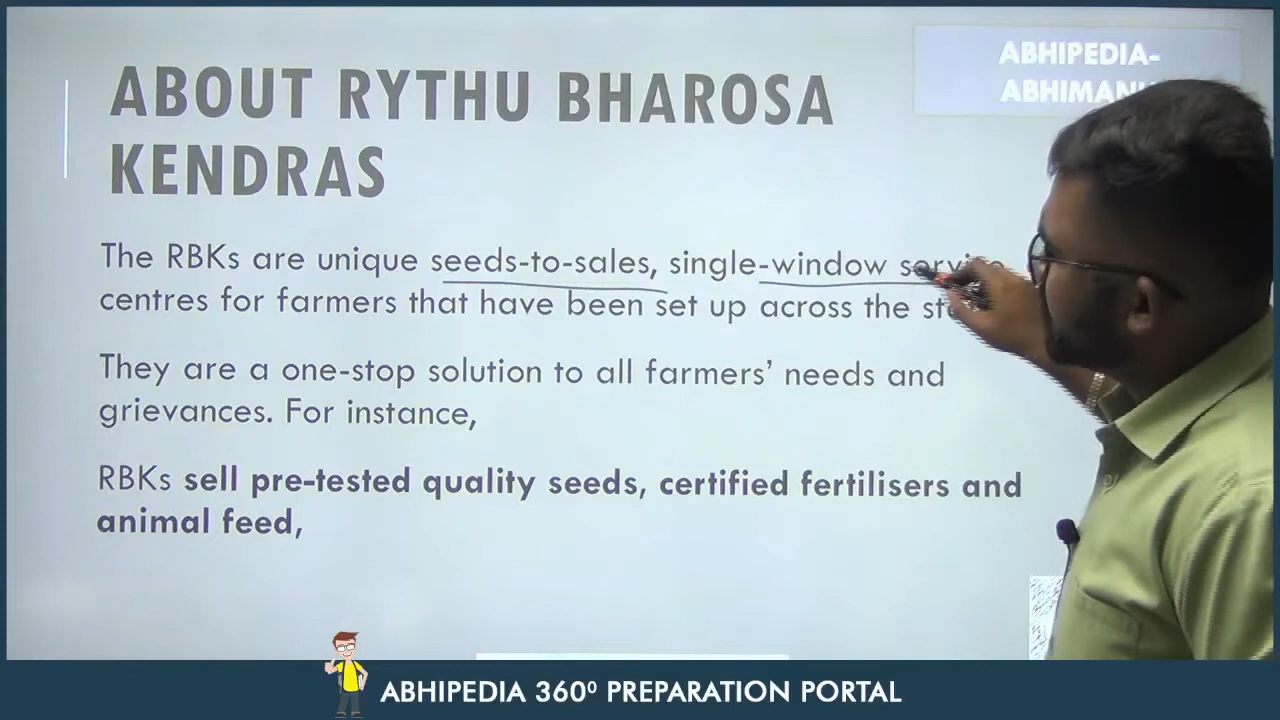 ABHIPEDIA-
ABOUT RYTHU BHAROSA
KENDRAS
The RBKs are unique seeds-to-sales, single-window service
centres for farmers that have been set up across the
They are a one-stop solution to all farmers’ needs and
grievances. For instance,
RBKs sell pre-tested quality seeds, certified fertilisers and
animal feed,
ABHIPEDIA 360⁰ PREPARATION PORTAL